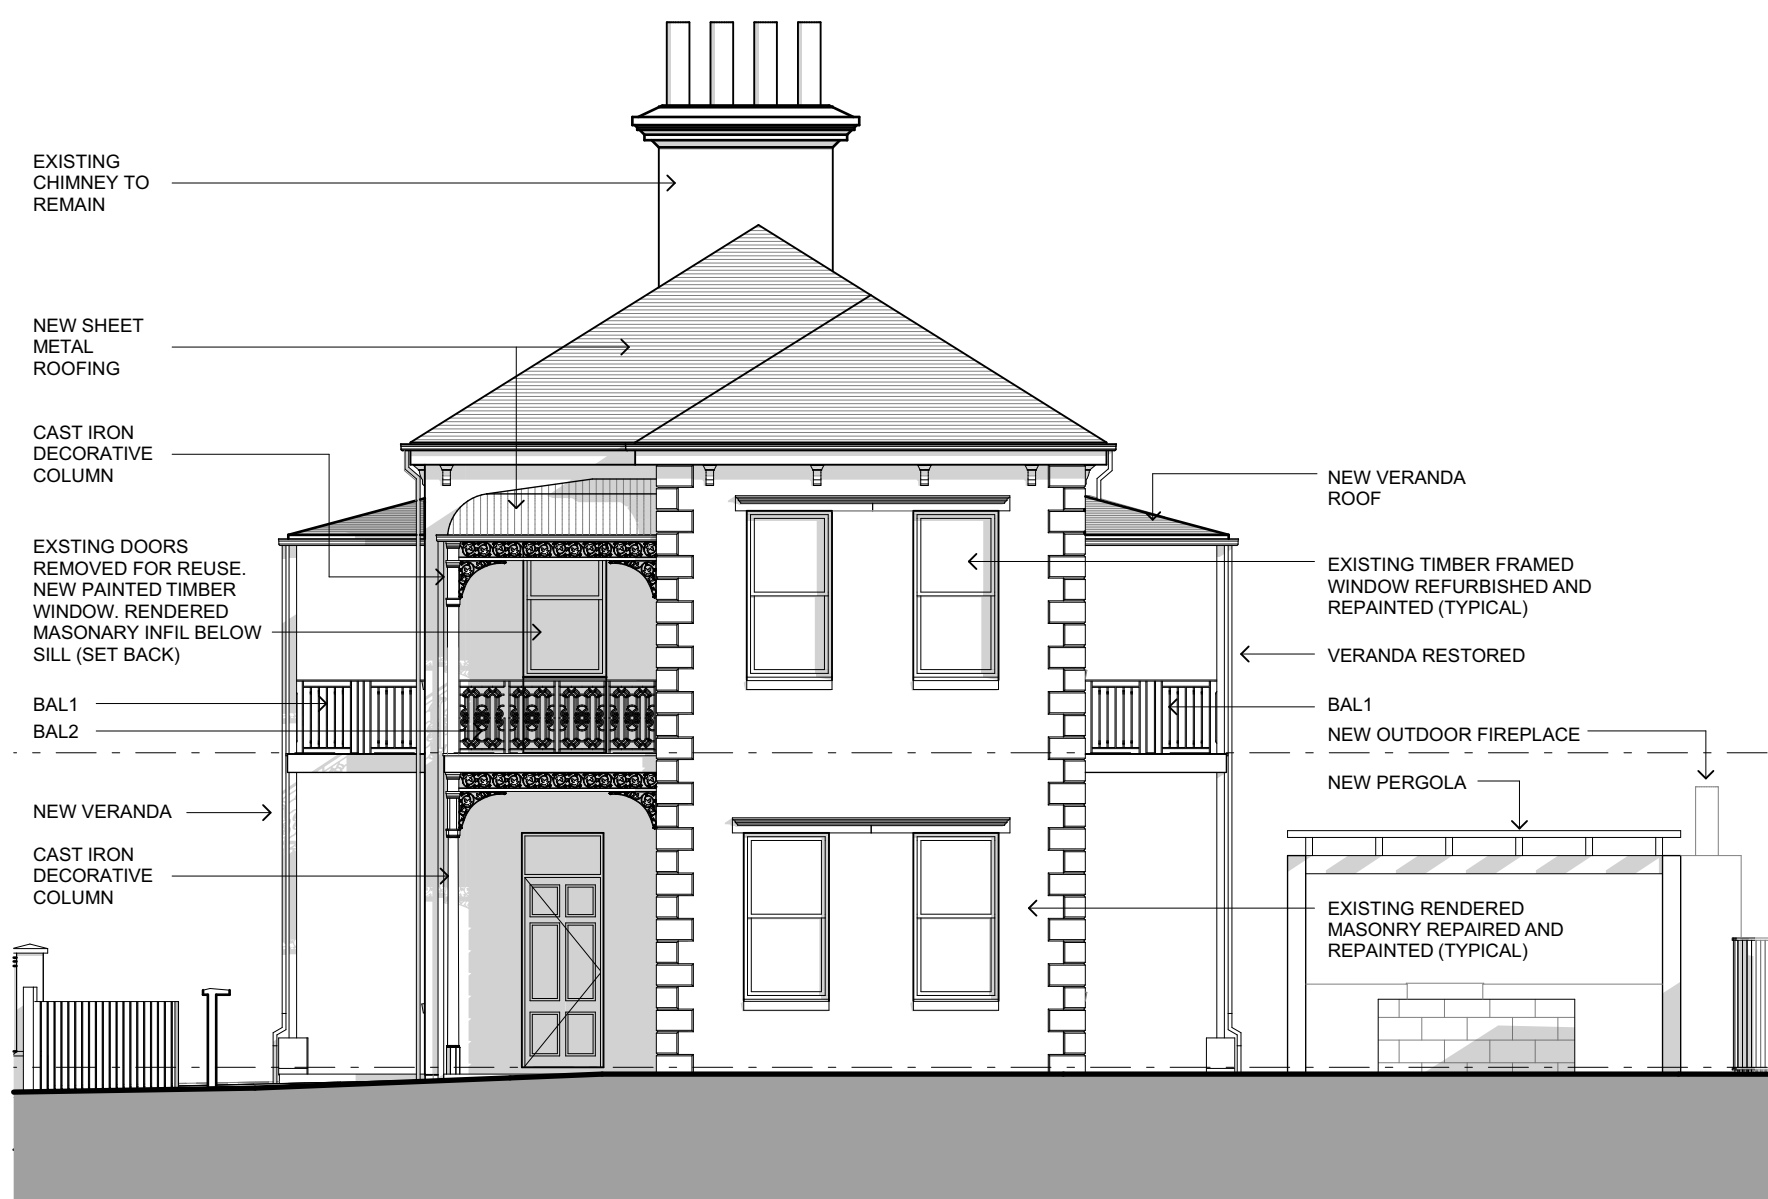 EXISTING
CHIMNEY TO
REMAIN
NEW SHEET
METAL
ROOFING
CAST IRON
DECORATIVE
COLUMN
EXSTING DOORS
REMOVED FOR REUSE.
NEW PAINTED TIMBER
WINDOW. RENDERED
MASONARY INFIL BELOW
SILL (SET BACK)
BAL1
BAL2
NEW VERANDA
CAST IRON
DECORATIVE
COLUMN
NEW VERANDA
ROOF
EXISTING TIMBER FRAMED
WINDOW REFURBISHED AND
REPAINTED (TYPICAL)
VERANDA RESTORED
BAL1
NEW OUTDOOR FIREPLACE
NEW PERGOLA
EXISTING RENDERED
MASONRY REPAIRED AND
REPAINTED (TYPICAL)